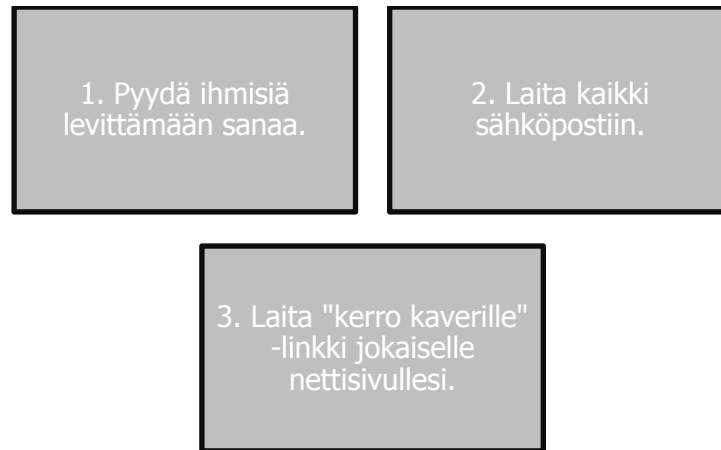 1. Pyydä ihmisiä
levittämään sanaa.
2. Laita kaikki
sähköpostiin.
3. Laita "kerro kaverille"
-linkki jokaiselle
nettisivullesi.